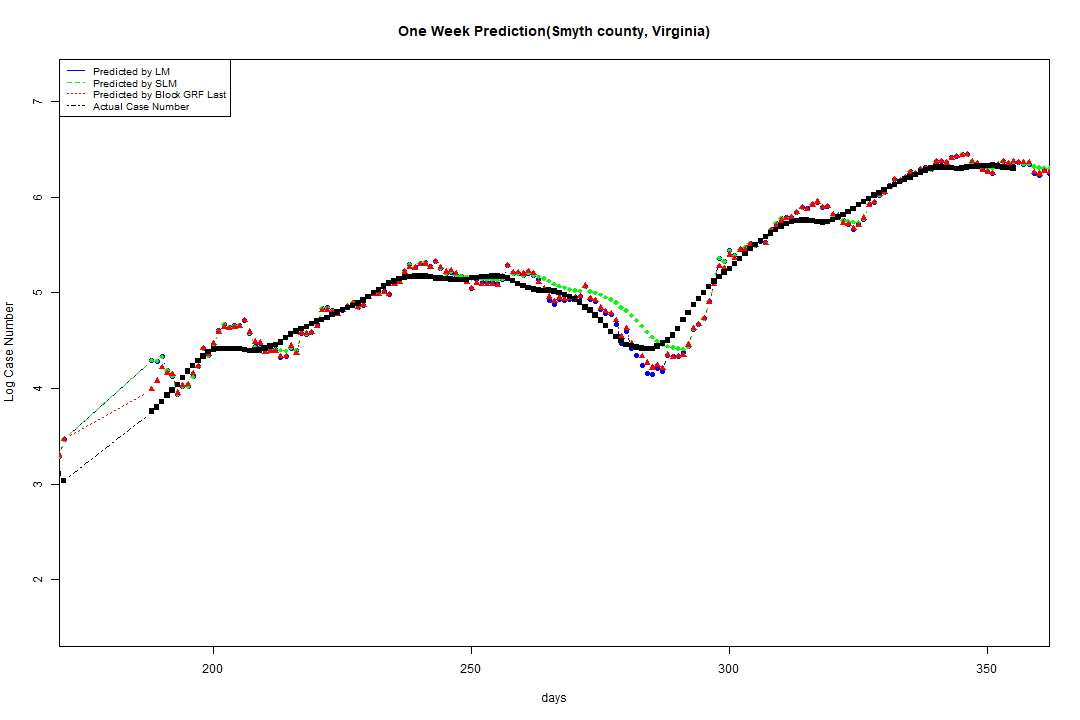 One Week Prediction(Smyth county, Virginia)
Predicted by LM
Predicted by SLM
Predicted by Block GRF Last
Actual Case Number
7
6
5
4
3
2
Log Case Number
200 250 300 350
days